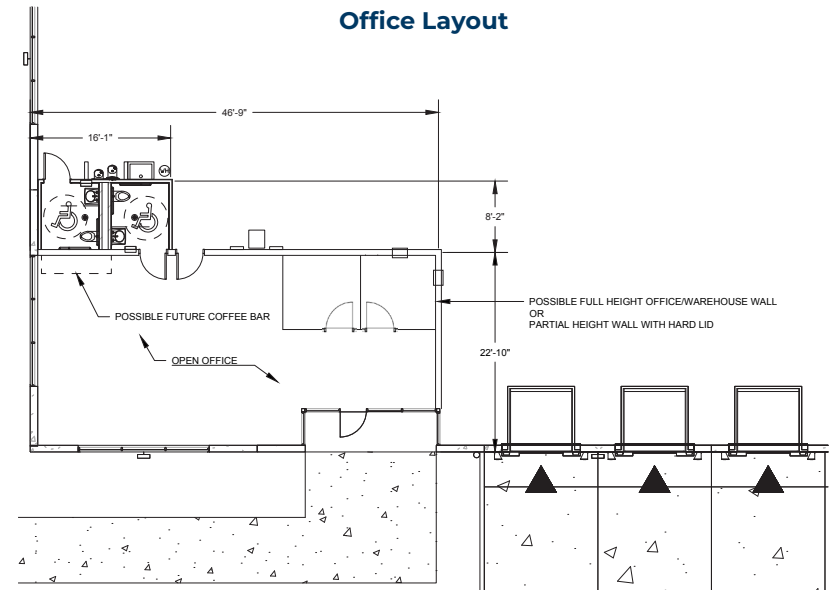 Office Layout
46'-9"
16'-1"
WH
8'-2"
POSSIBLE FULL HEIGHT OFFICE/WAREHOUSE WALL
OR
PARTIAL HEIGHT WALL WITH HARD LID
POSSIBLE FUTURE COFFEE BAR
22'-10"
OPEN OFFICE